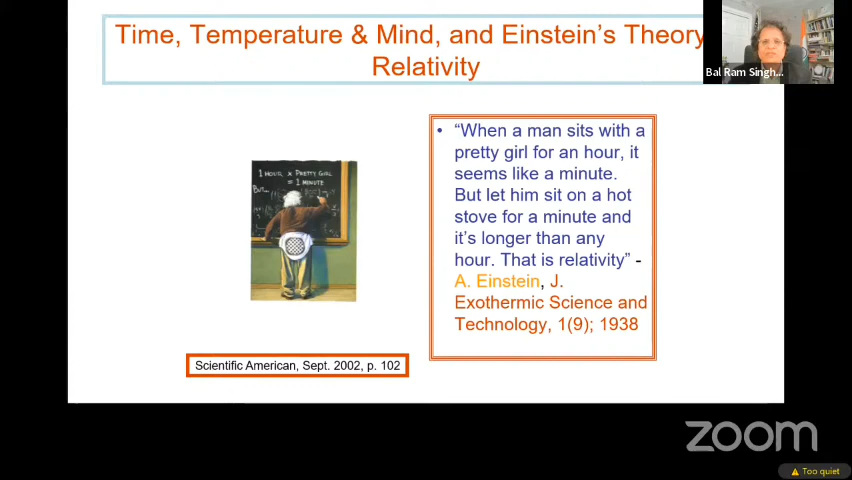 Time, Temperature & Mind, and Einstein's Theory
Relativity
Bal Ram Singh...
• “When a man sits with a
pretty girl for an hour, it
seems like a minute.
But let him sit on a hot
stove for a minute and
it's longer than any
hour. That is relativity” -
A. Einstein, J.
Exothermic Science and
Technology, 1(9); 1938
1 HOUR x PRETTY GIRL
= 1 MINUTE
BUT...
Scientific American, Sept. 2002, p. 102
zoom
Too quiet